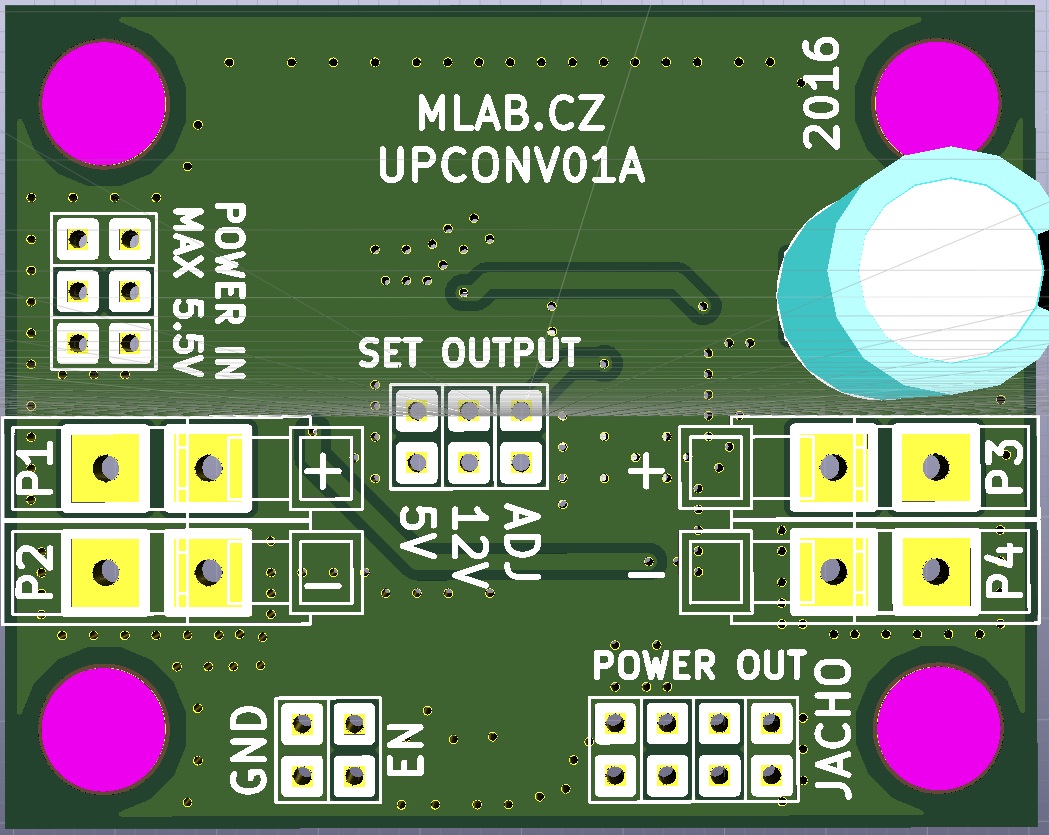 2016
MLAB.CZ
UPCONV01A
POWER IN
MAX 5.5V
SET OUTPUT
P1
+
+
P3
5V
12V
ADJ
P2
-
-
P4
POWER OUT
JACHO
GND
EN